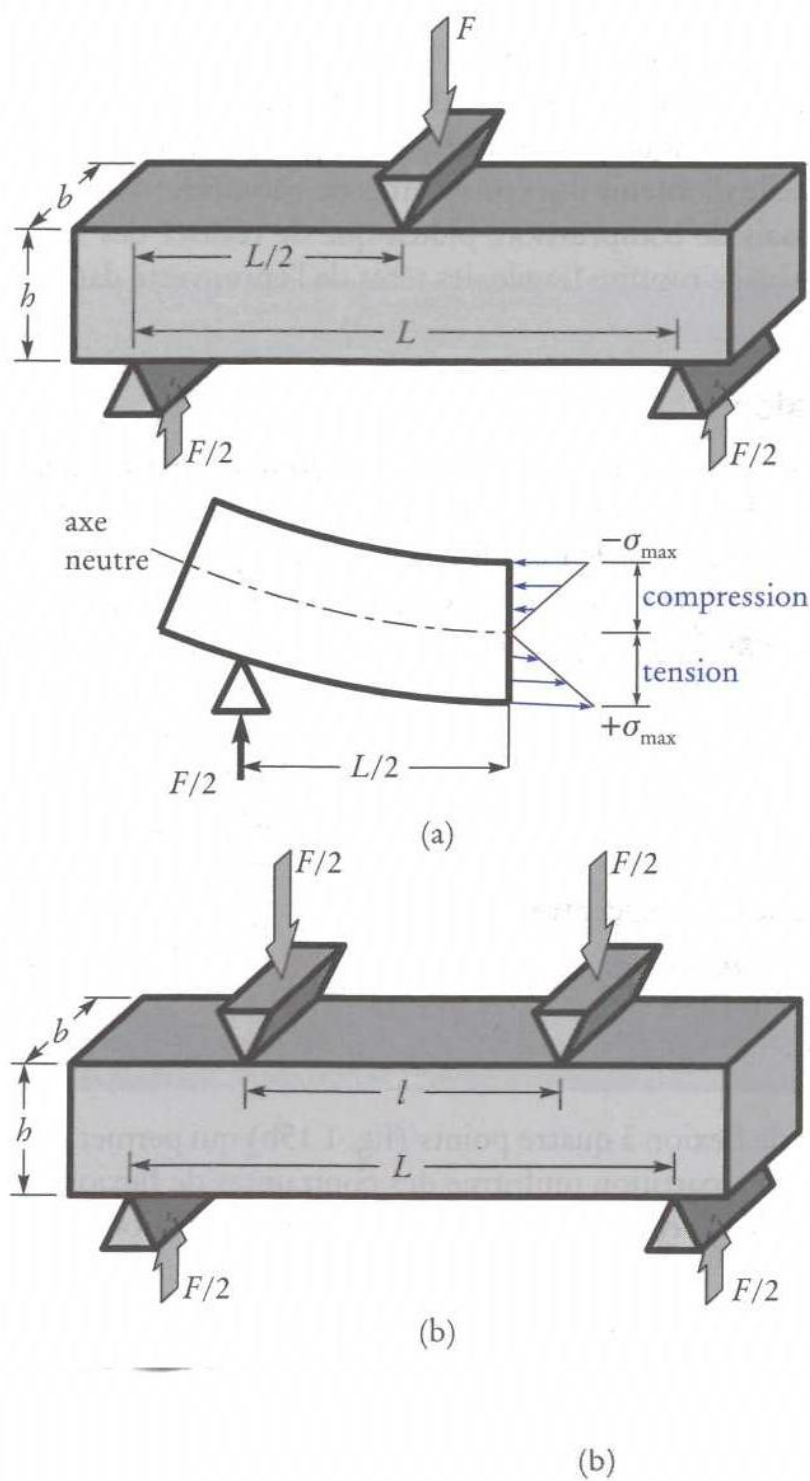 F
b
L/2
h
L
F/2 F/2
axe
neutre
−σmax
compression
tension
+σmax
F/2
L/2
(a)
F/2 F/2
b
l
h
L
F/2 F/2
(b)
(b)